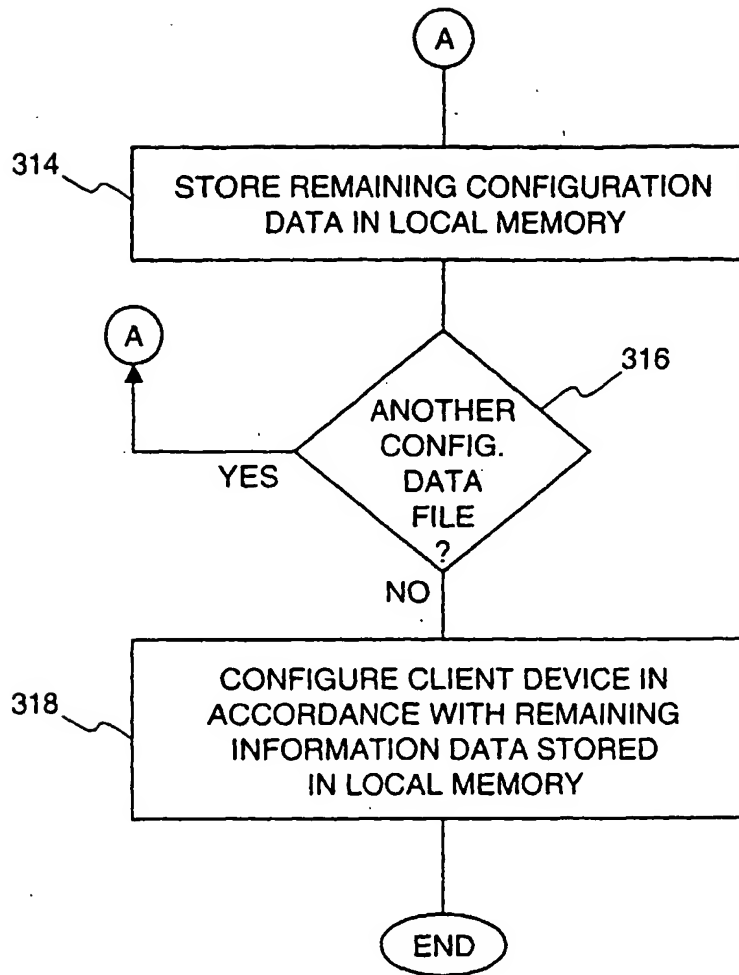 A
314
STORE REMAINING CONFIGURATION
DATA IN LOCAL MEMORY
A
316
ANOTHER
CONFIG.
DATA
FILE
?
YES
NO
318
CONFIGURE CLIENT DEVICE IN
ACCORDANCE WITH REMAINING
INFORMATION DATA STORED
IN LOCAL MEMORY
END